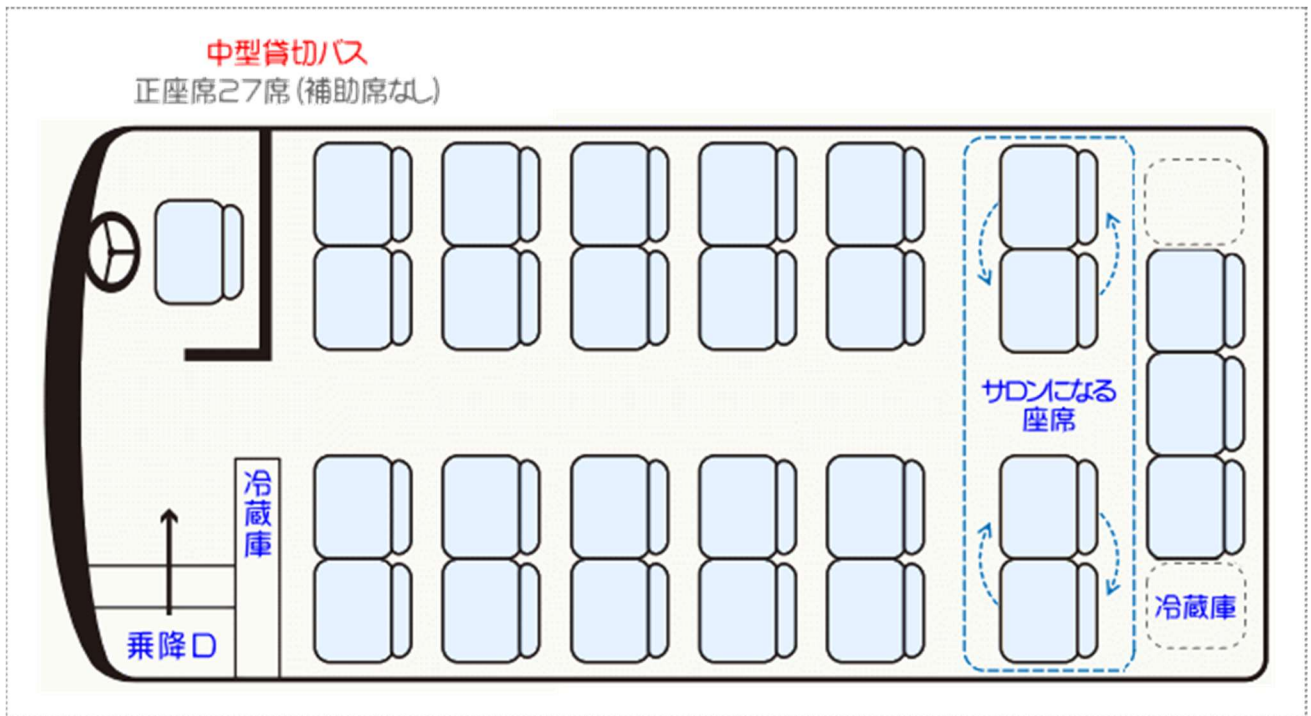 中型貸切バス
正座席27席(補助席なし)
サロンになる
座席
冷蔵庫
乗降口
冷蔵庫